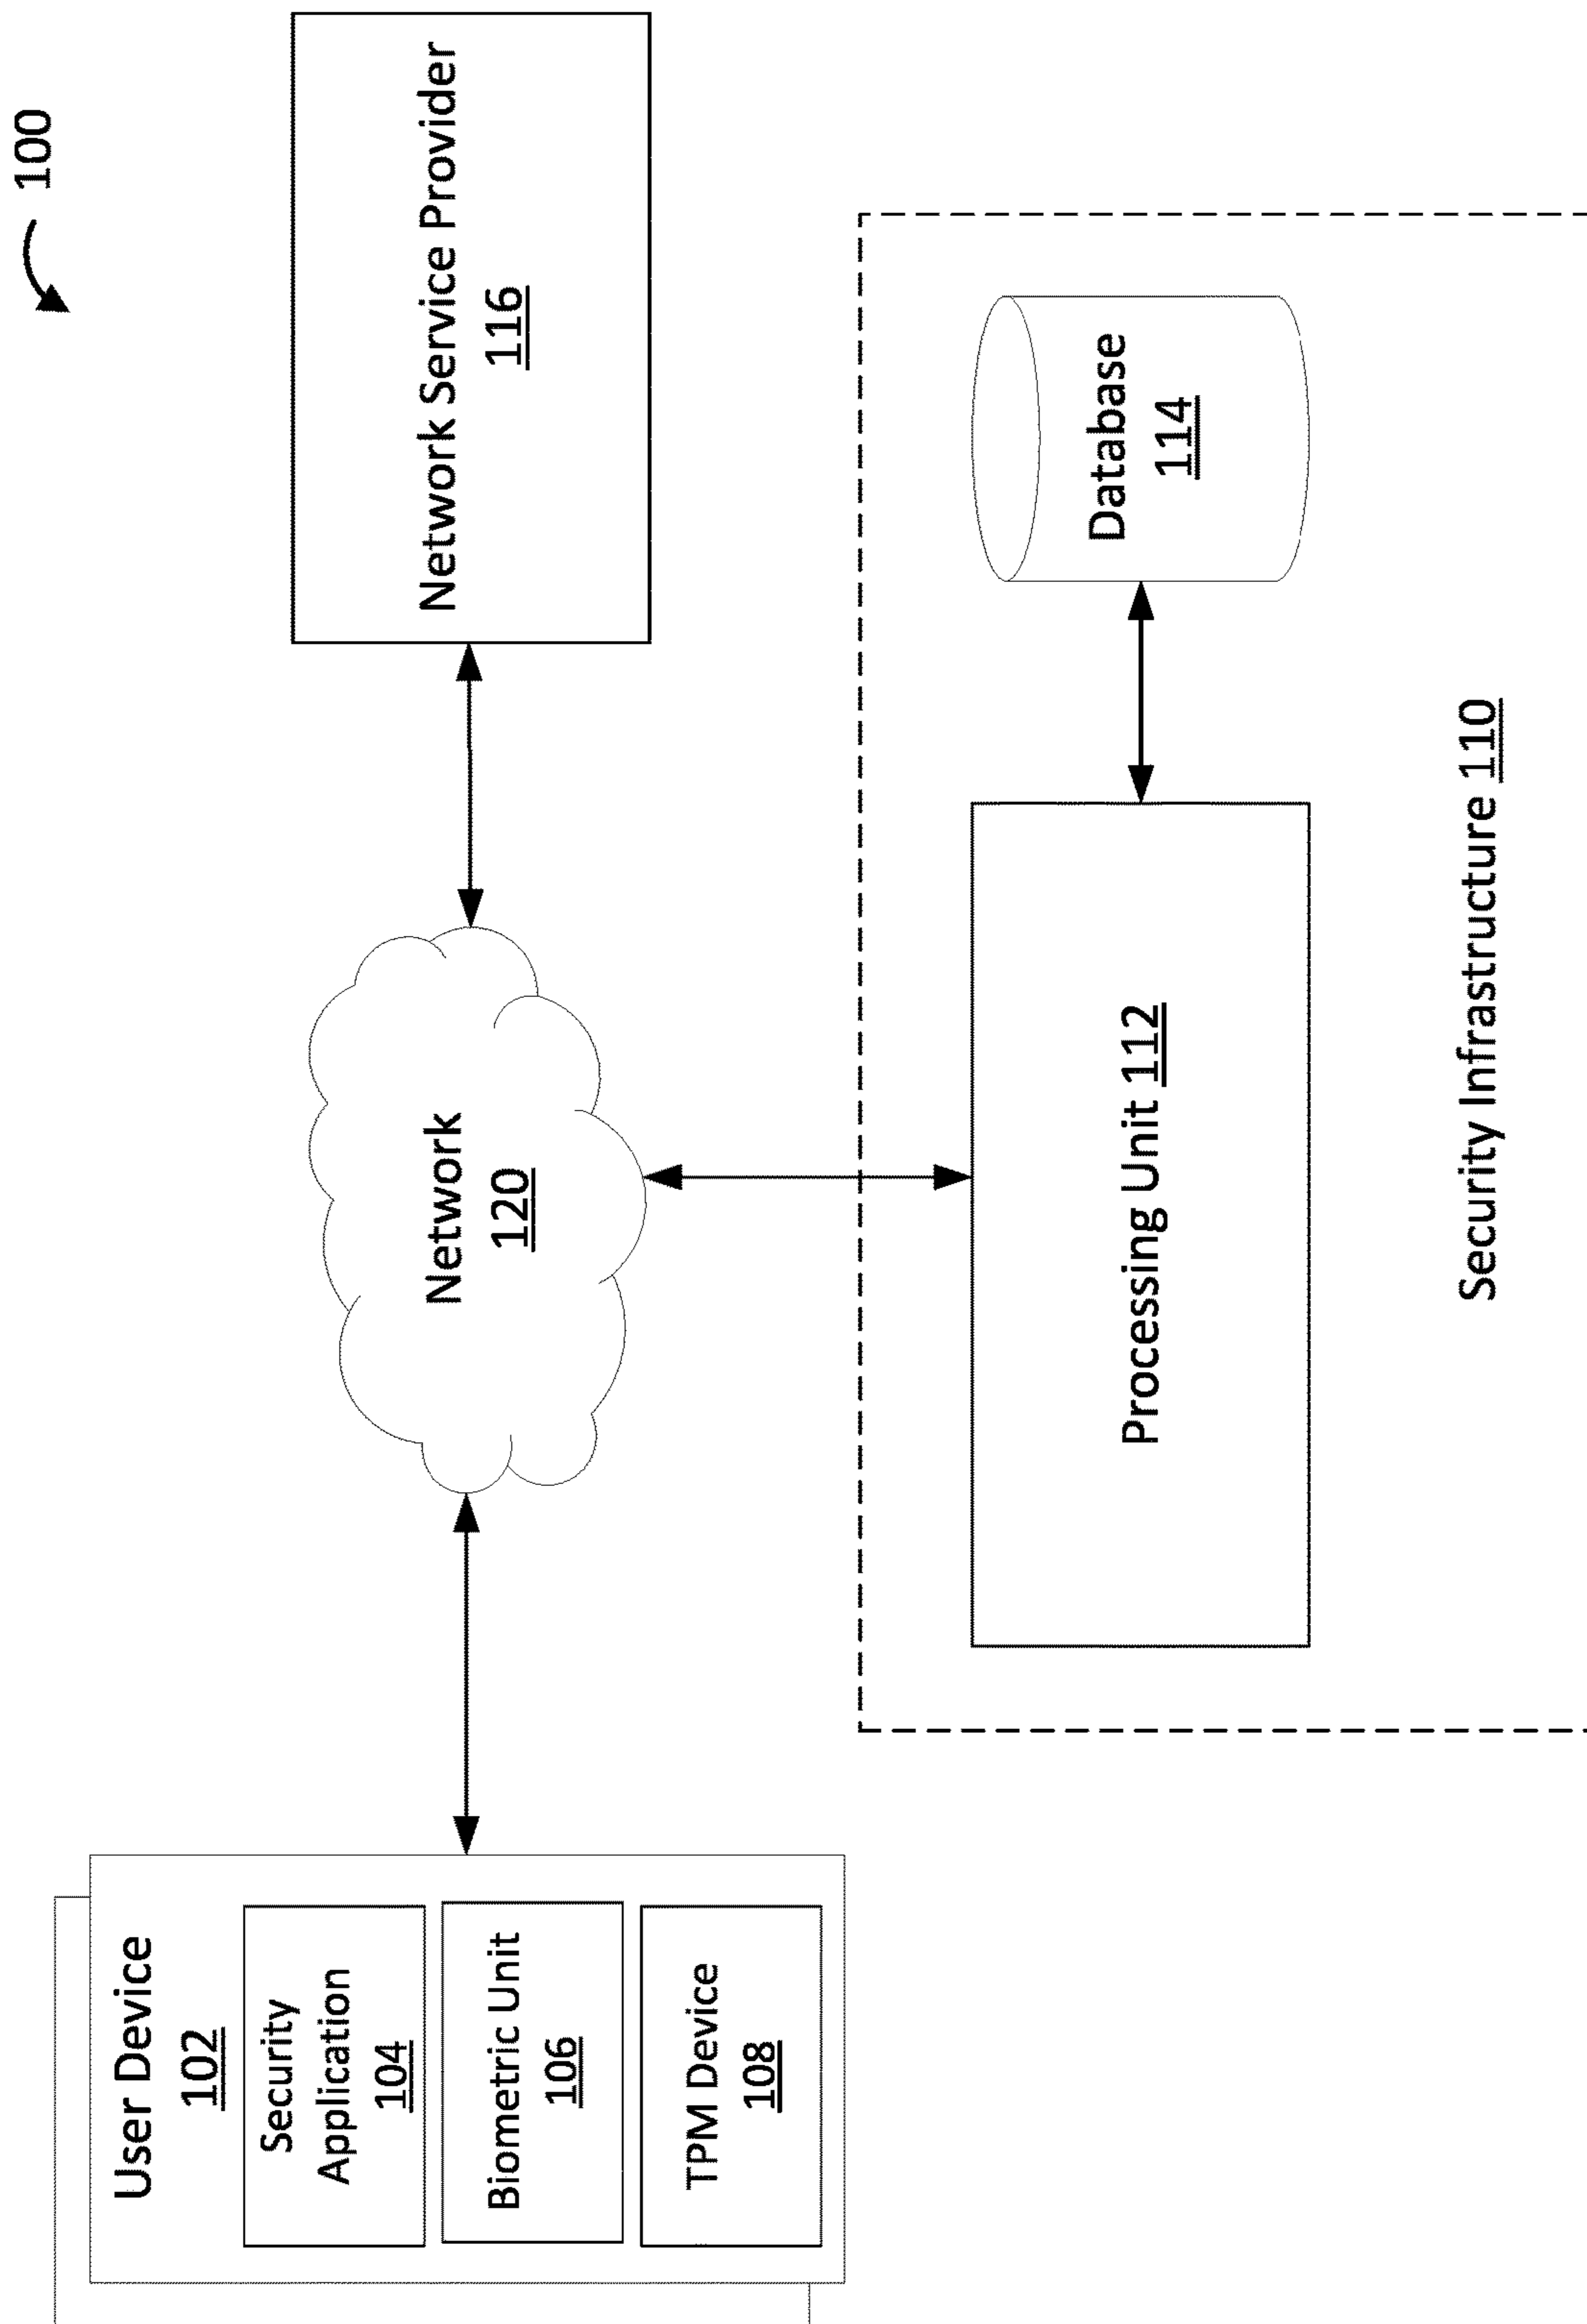 100
User Device
102
Security
Application
104
Biometric Unit
106
TPM Device
108
Network
120
Network Service Provider
116
Processing Unit 112
Database
114
Security Infrastructure 110